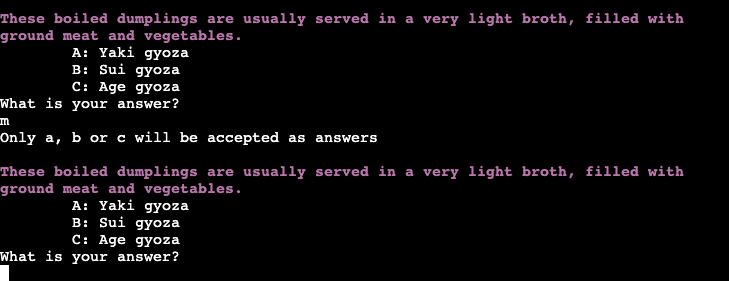 These boiled dumplings are usually served in a very light broth, filled with
ground meat and vegetables.
A: Yaki gyoza
B: Sui gyoza
C: Age gyoza
What is your answer?
m
Only a, b or c will be accepted as answers
These boiled dumplings are usually served in a very light broth, filled with
ground meat and vegetables.
A: Yaki gyoza
B: Sui gyoza
C: Age gyoza
What is your answer?